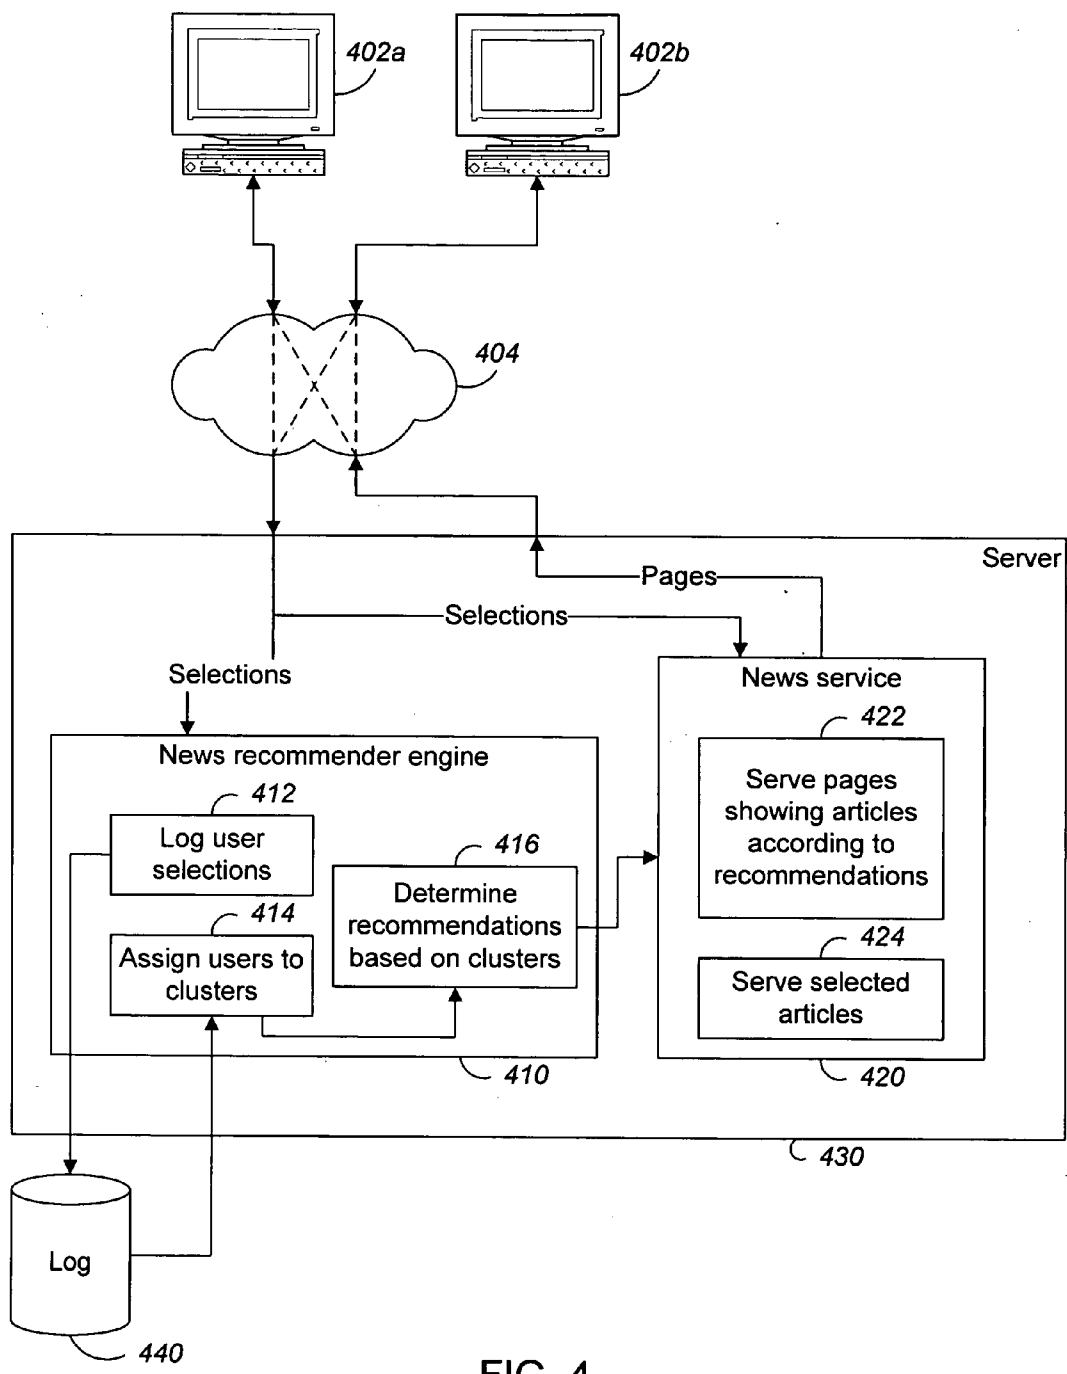 402a
402b
404
Server
Pages
Selections
Selections
News service
422
Serve pages
showing articles
according to
recommendations
424
Serve selected
articles
420
News recommender engine
412
Log user
selections
414
Assign users to
clusters
416
Determine
recommendations
based on clusters
410
430
Log
440
FIG. 4